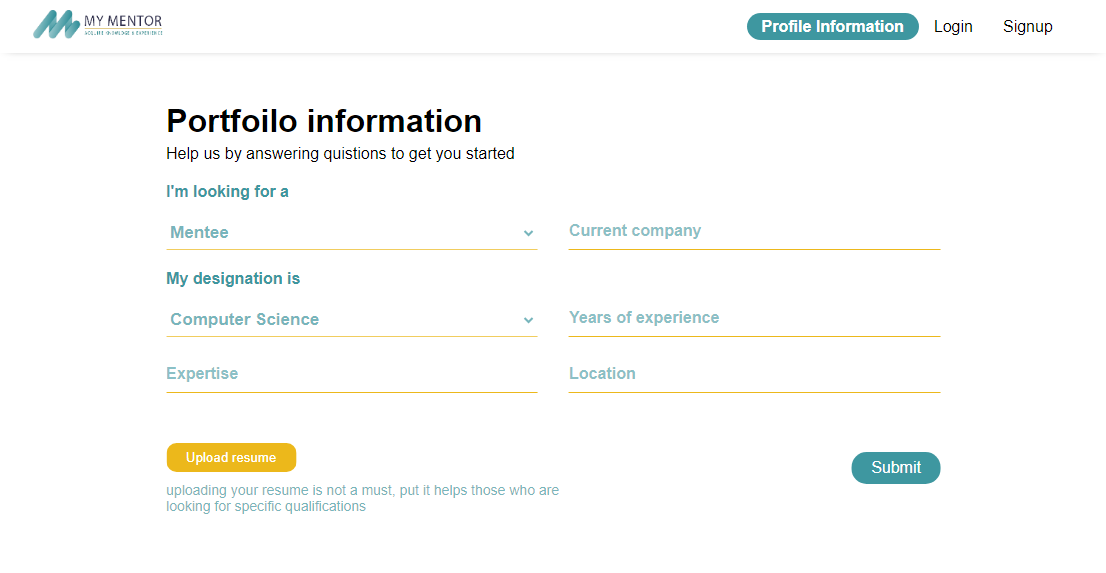 MY MENTOR
ACQUIRE KNOWLEDGE & EXPERIENCE
Profile Information
Login
Signup
Portfoilo information
Help us by answering quistions to get you started
I'm looking for a
Mentee
Current company
My designation is
Computer Science
Years of experience
Expertise
Location
Upload resume
Submit
uploading your resume is not a must, put it helps those who are
looking for specific qualifications